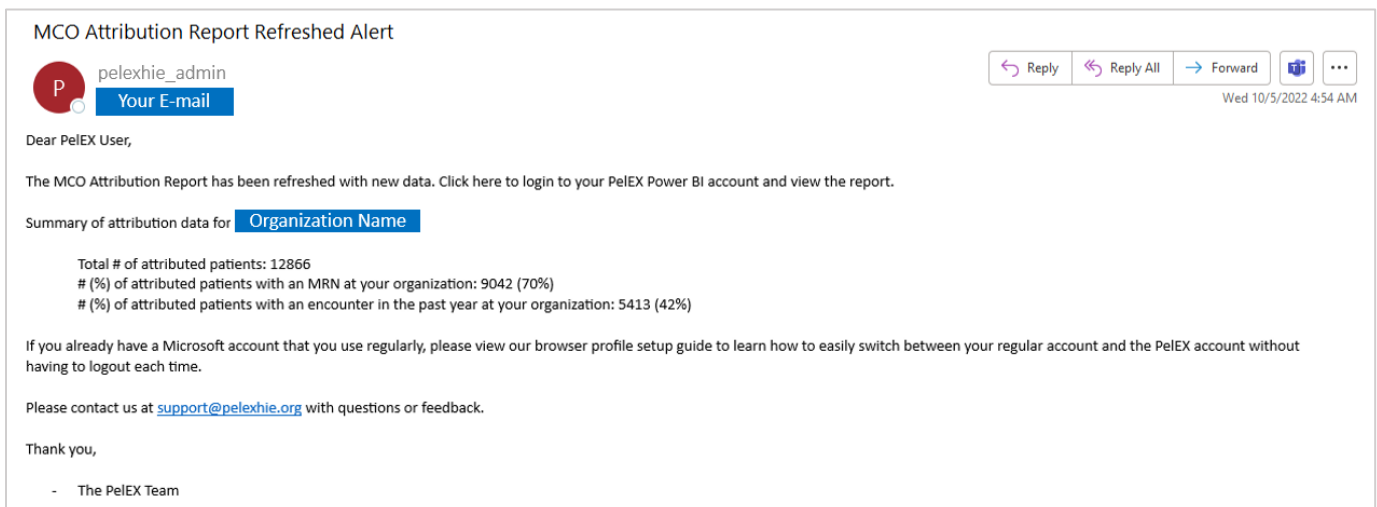 MCO Attribution Report Refreshed Alert
P
pelexhie_admin
Your E-mail
Reply
Reply All
Forward
Wed 10/5/2022 4:54 AM
Dear PelEX User,
The MCO Attribution Report has been refreshed with new data. Click here to login to your PelEX Power BI account and view the report.
Summary of attribution data for Organization Name
Total # of attributed patients: 12866
# (%) of attributed patients with an MRN at your organization: 9042 (70%)
# (%) of attributed patients with an encounter in the past year at your organization: 5413 (42%)
If you already have a Microsoft account that you use regularly, please view our browser profile setup guide to learn how to easily switch between your regular account and the PelEX account without
having to logout each time.
Please contact us at support@pelexhie.org with questions or feedback.
Thank you,
- The PelEX Team